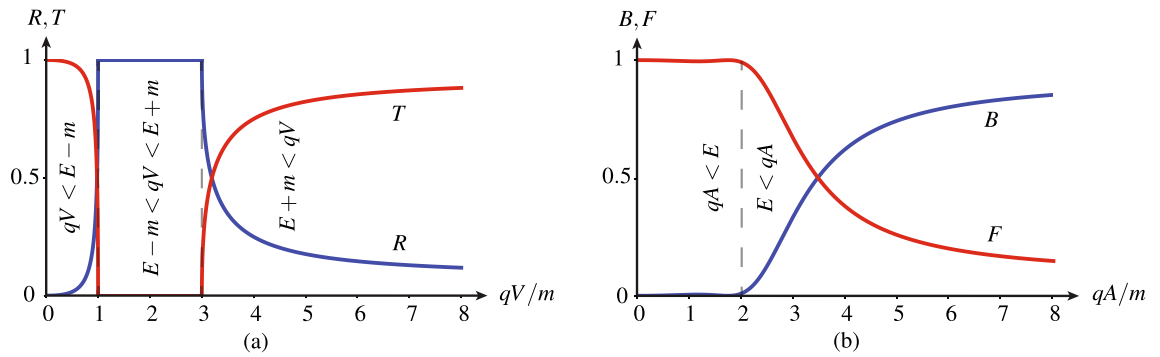 R, T
1
0.5
0
qV < E − m
E − m < qV < E + m
E + m < qV
T
R
0 1 2 3 4 5 6 7 8
qV/m
(a)
B, F
1
0.5
0
qA < E
E < qA
B
F
0 1 2 3 4 5 6 7 8
qA/m
(b)